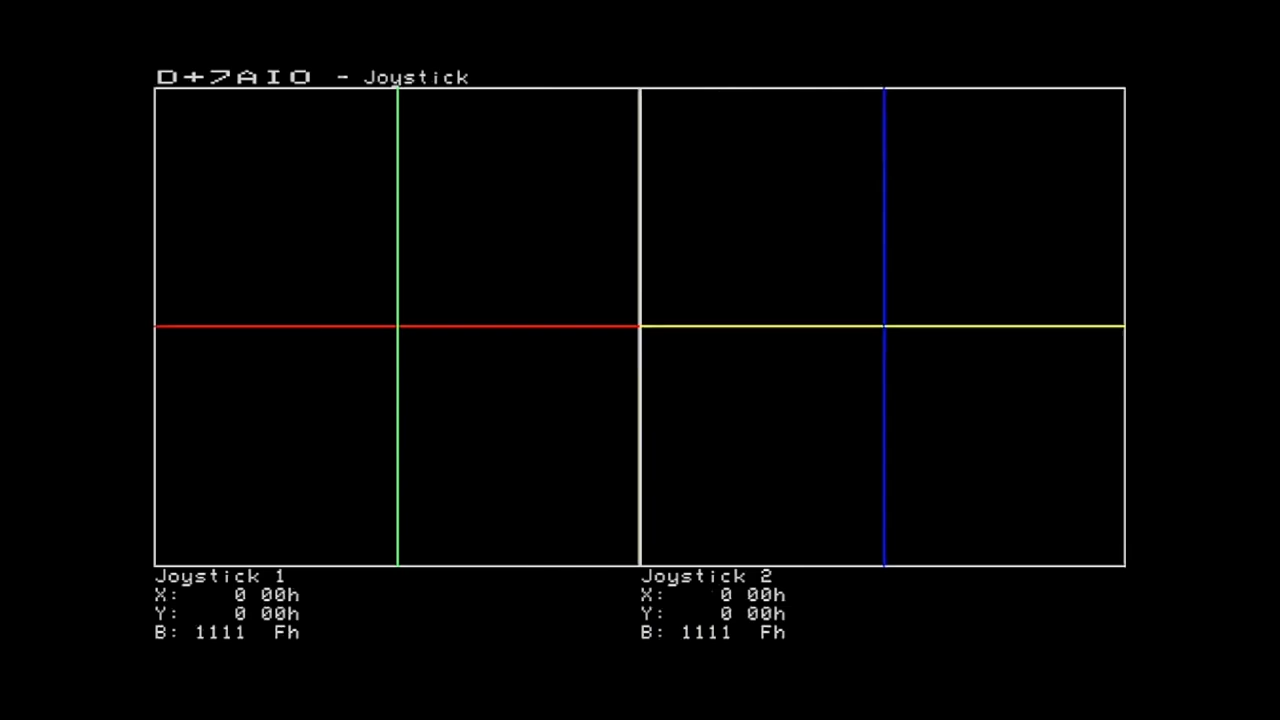 D+7AIO - Joystick
Joystick 1
X: 0 00h
Y: 0 00h
B: 1111 Fh
Joystick 2
X: 0 00h
Y: 0 00h
B: 1111 Fh